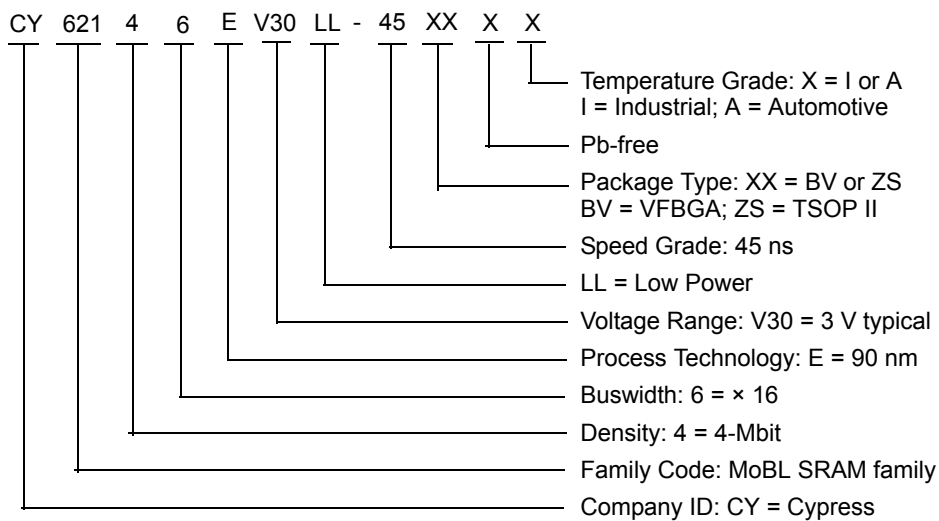 CY 621 4 6 E V30 LL - 45 XX X X
Temperature Grade: X = I or A
I = Industrial; A = Automotive
Pb-free
Package Type: XX = BV or ZS
BV = VFBGA; ZS = TSOP II
Speed Grade: 45 ns
LL = Low Power
Voltage Range: V30 = 3 V typical
Process Technology: E = 90 nm
Buswidth: 6 = × 16
Density: 4 = 4-Mbit
Family Code: MoBL SRAM family
Company ID: CY = Cypress